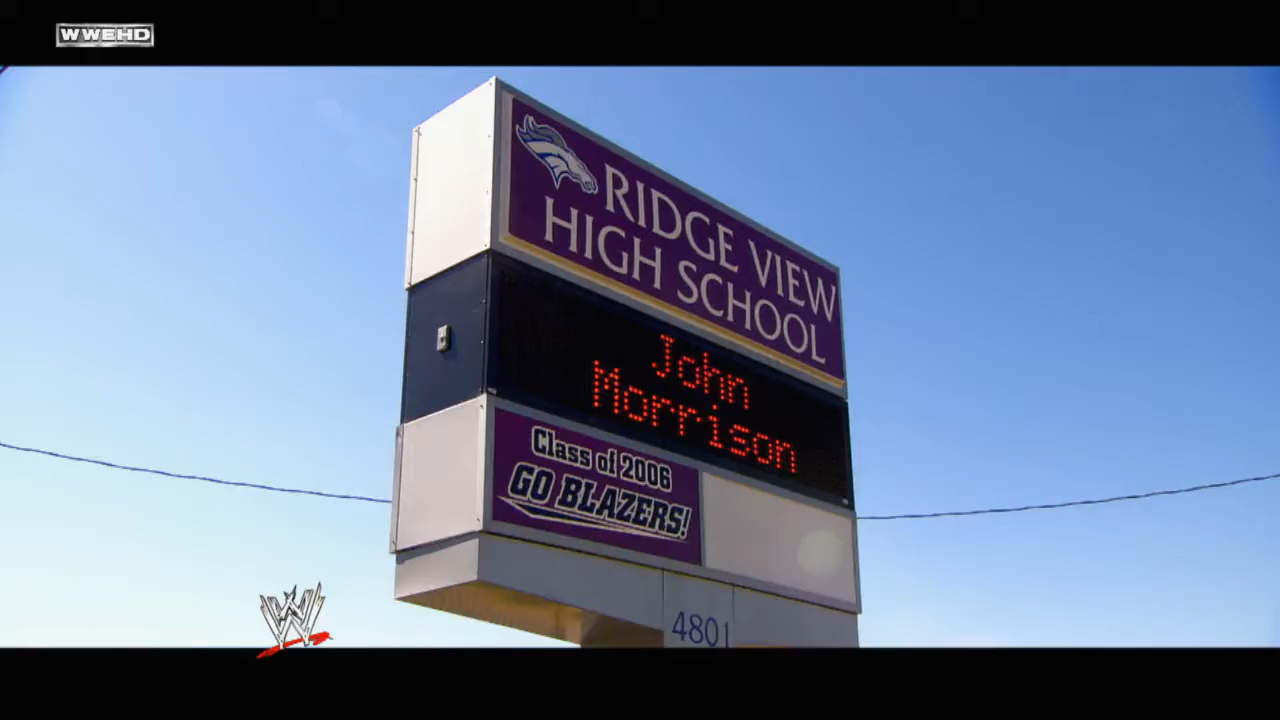 WWEHD
RIDGE VIEW
HIGH SCHOOL
John
Morrison
Class of 2006
GO BLAZERS!
4801
W